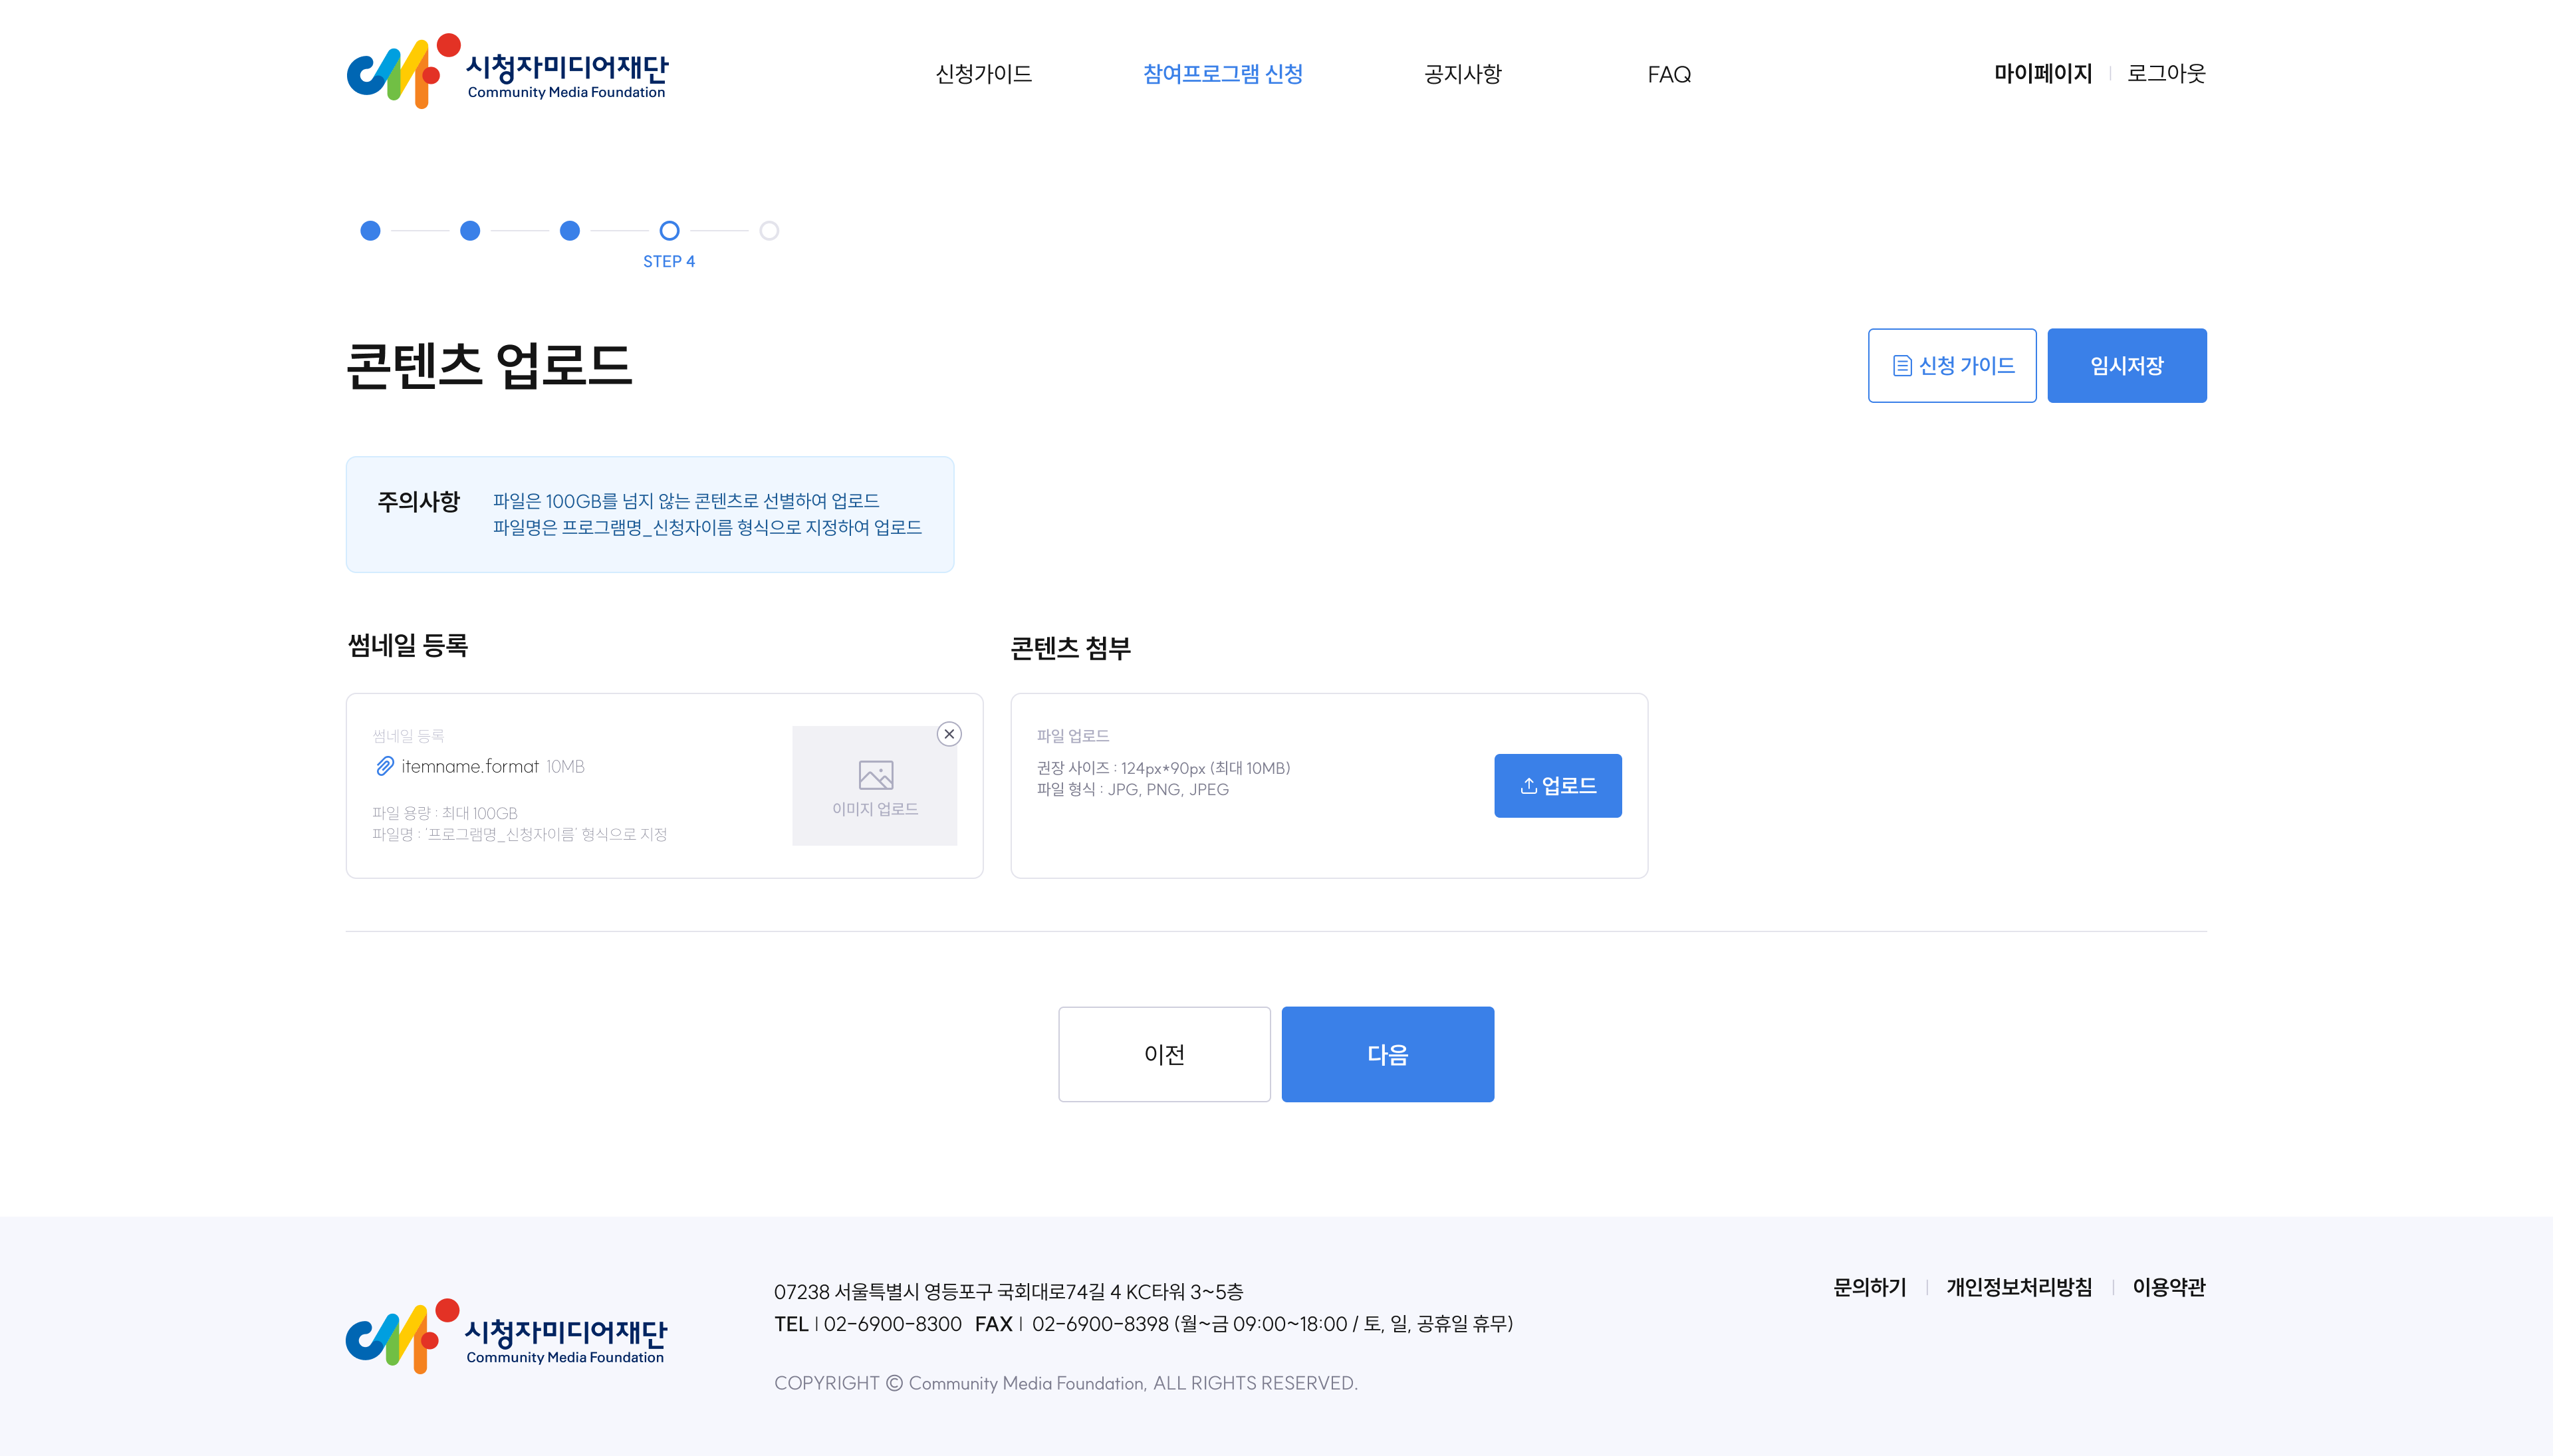 시청자미디어재단
Community Media Foundation
신청가이드
참여프로그램 신청
공지사항
FAQ
마이페이지
로그아웃
STEP 4
콘텐츠 업로드
신청 가이드
임시저장
주의사항
파일은 100GB를 넘지 않는 콘텐츠로 선별하여 업로드
파일명은 프로그램명_신청자이름 형식으로 지정하여 업로드
썸네일 등록
썸네일 등록
itemname.format 10MB
파일 용량 : 최대 100GB
파일명 : '프로그램명_신청자이름' 형식으로 지정
이미지 업로드
콘텐츠 첨부
파일 업로드
권장 사이즈 : 124px*90px (최대 10MB)
파일 형식 : JPG, PNG, JPEG
업로드
이전
다음
시청자미디어재단
Community Media Foundation
07238 서울특별시 영등포구 국회대로74길 4 KC타워 3~5층
TEL | 02-6900-8300 FAX | 02-6900-8398 (월~금 09:00~18:00 / 토, 일, 공휴일 휴무)
COPYRIGHT © Community Media Foundation, ALL RIGHTS RESERVED.
문의하기
개인정보처리방침
이용약관